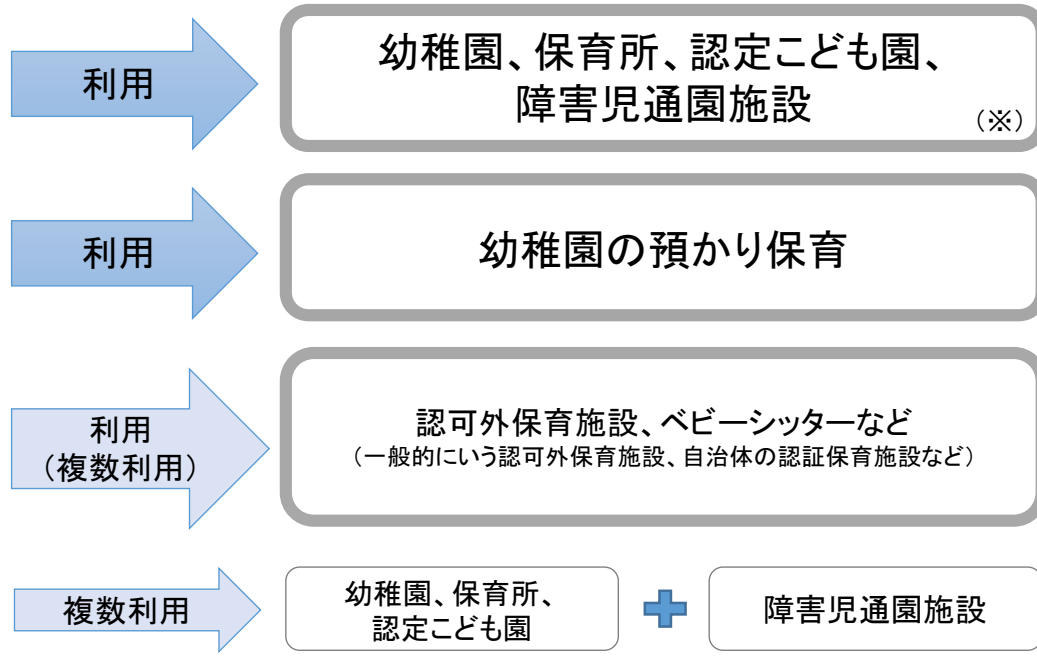 利用
幼稚園、保育所、認定こども園、
障害児通園施設
（※）
利用
幼稚園の預かり保育
利用
（複数利用）
認可外保育施設、ベビーシッターなど
（一般的にいう認可外保育施設、自治体の認証保育施設など）
複数利用
幼稚園、保育所、
認定こども園
障害児通園施設